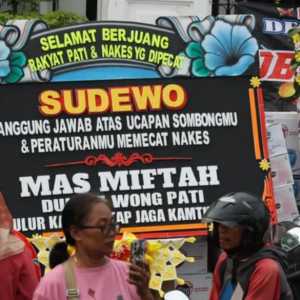 SELAMAT BERJUANG
RAKYAT PATI & NAKES YG DIPECAT
SUDEWO
ANGGUNG JAWAB ATAS UCAPAN SOMBONGMU
& PERATURANMU MEMECAT NAKES
MAS MIFTAH
WONG PATI
JAGA